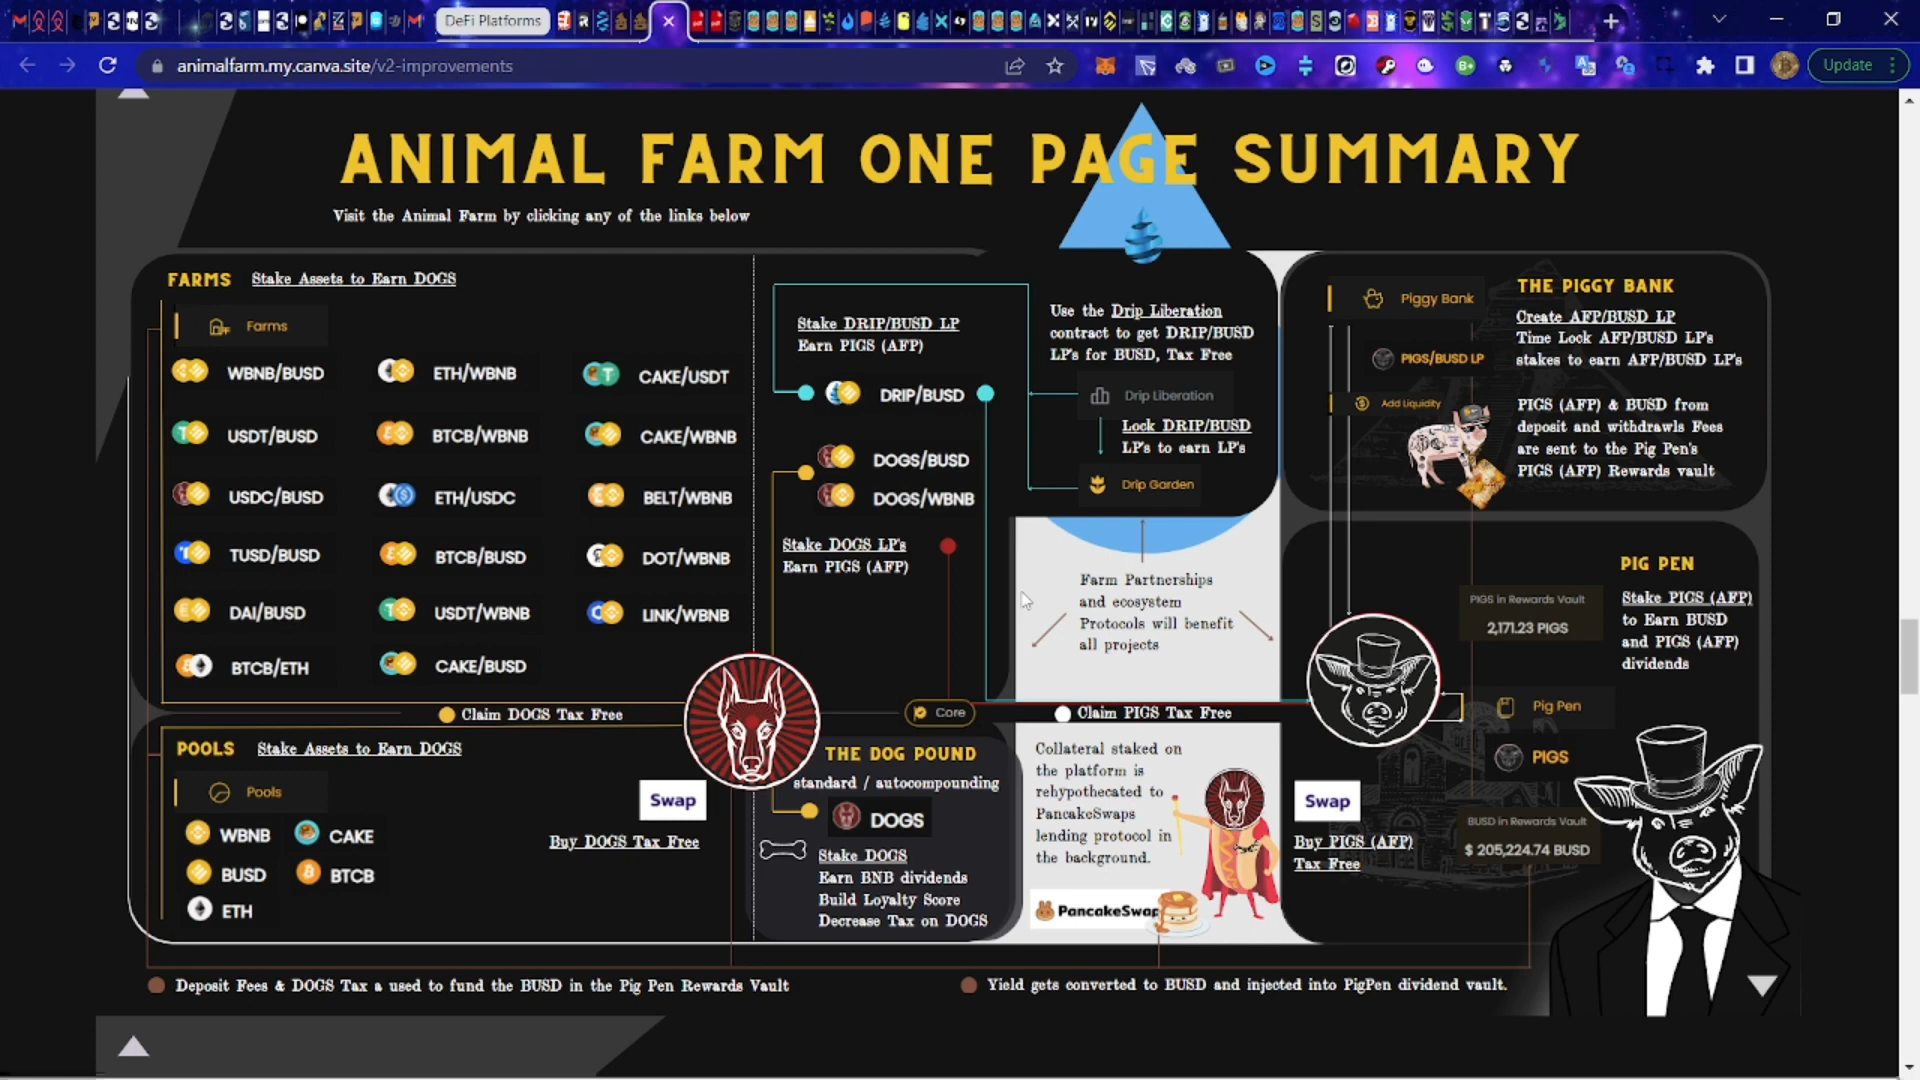 DeFi Platforms
animalfarm.my.canva.site/v2-improvements
Update
ANIMAL FARM ONE PAGE SUMMARY
Visit the Animal Farm by clicking any of the links below
FARMS Stake Assets to Earn DOGS
Farms
WBNB/BUSD ETH/WBNB CAKE/USDT
USDT/BUSD BTCB/WBNB CAKE/WBNB
USDC/BUSD ETH/USDC BELT/WBNB
TUSD/BUSD BTCB/BUSD DOT/WBNB
DAI/BUSD USDT/WBNB LINK/WBNB
BTCB/ETH CAKE/BUSD
Claim DOGS Tax Free
Stake DRIP/BUSD LP
Earn PIGS (AFP)
DRIP/BUSD
DOGS/BUSD
DOGS/WBNB
Stake DOGS LP's
Earn PIGS (AFP)
Core
Use the Drip Liberation
contract to get DRIP/BUSD
LP's for BUSD, Tax Free
Drip Liberation
Lock DRIP/BUSD
LP's to earn LP's
Drip Garden
Farm Partnerships
and ecosystem
Protocols will benefit
all projects
Claim PIGS Tax Free
Piggy Bank
PIGS/BUSD LP
Add Liquidity
THE PIGGY BANK
Create AFP/BUSD LP
Time Lock AFP/BUSD LP's
stakes to earn AFP/BUSD LP's
PIGS (AFP) & BUSD from
deposit and withdrawls Fees
are sent to the Pig Pen's
PIGS (AFP) Rewards vault
PIG PEN
Stake PIGS (AFP)
to Earn BUSD
and PIGS (AFP)
dividends
PIGS in Rewards Vault
2,171.23 PIGS
Pig Pen
PIGS
BUSD in Rewards Vault
$ 205,224.74 BUSD
POOLS Stake Assets to Earn DOGS
Pools
WBNB CAKE
BUSD BTCB
ETH
Swap
Buy DOGS Tax Free
THE DOG POUND
standard / autocompounding
DOGS
Stake DOGS
Earn BNB dividends
Build Loyalty Score
Decrease Tax on DOGS
Collateral staked on
the platform is
rehypothecated to
PancakeSwaps
lending protocol in
the background.
PancakeSwap
Swap
Buy PIGS (AFP)
Tax Free
Deposit Fees & DOGS Tax a used to fund the BUSD in the Pig Pen Rewards Vault
Yield gets converted to BUSD and injected into PigPen dividend vault.